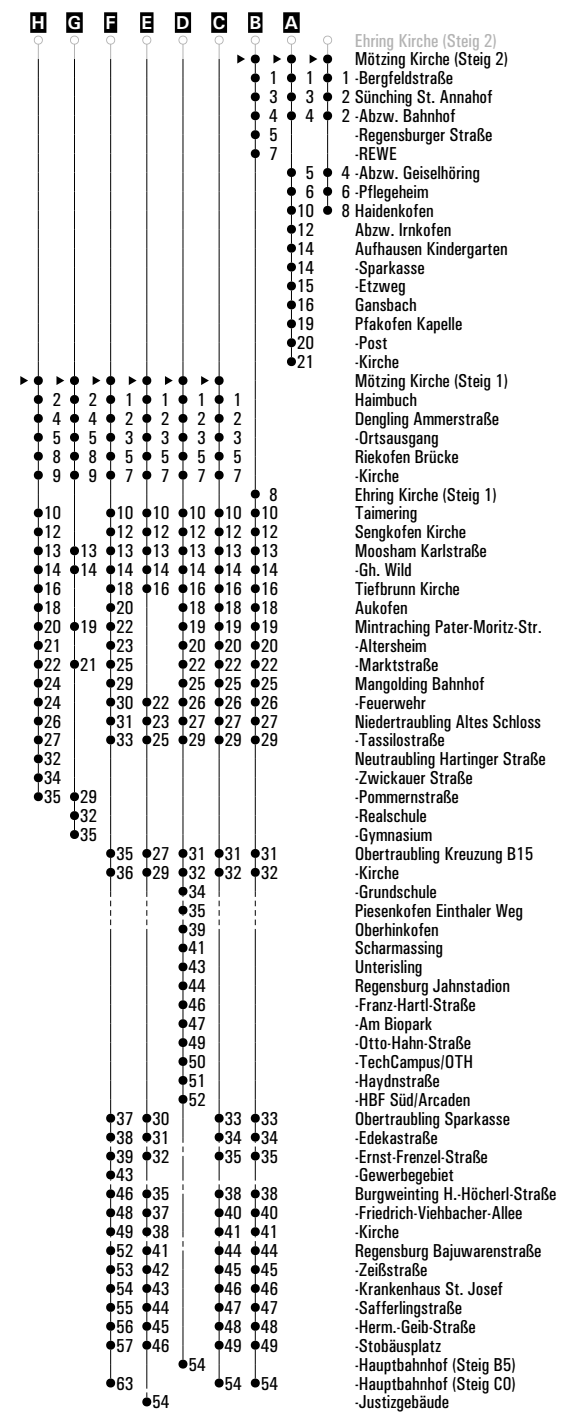 H G F E D C B A
Ehring Kirche (Steig 2)
Mötzing Kirche (Steig 2)
1 1 1 -Bergfeldstraße
3 3 2 Sünching St. Annahof
4 4 2 -Abzw. Bahnhof
5 -Regensburger Straße
7 -REWE
5 4 -Abzw. Geiselhöring
6 6 -Pflegeheim
10 8 Haidenkofen
12 Abzw. Irnkofen
14 Aufhausen Kindergarten
14 -Sparkasse
15 -Etzweg
16 Gansbach
19 Pfakofen Kapelle
20 -Post
21 -Kirche
Mötzing Kirche (Steig 1)
2 2 1 1 1 1 Haimbuch
4 4 2 2 2 2 Dengling Ammerstraße
5 5 3 3 3 3 -Ortsausgang
8 8 5 5 5 5 Riekofen Brücke
9 9 7 7 7 7 -Kirche
8 Ehring Kirche (Steig 1)
10 10 10 10 10 10 Taimering
12 12 12 12 12 12 Sengkofen Kirche
13 13 13 13 13 13 13 Moosham Karlstraße
14 14 14 14 14 14 14 -Gh. Wild
16 18 16 16 16 16 Tiefbrunn Kirche
18 20 18 18 18 Aukofen
20 19 22 19 19 19 Mintraching Pater-Moritz-Str.
21 23 20 20 20 -Altersheim
22 21 25 22 22 22 -Marktstraße
24 29 25 25 25 Mangolding Bahnhof
24 30 22 26 26 26 -Feuerwehr
26 31 23 27 27 27 Niedertraubling Altes Schloss
27 33 25 29 29 29 -Tassilostraße
32 Neutraubling Hartinger Straße
34 -Zwickauer Straße
35 29 -Pommernstraße
32 -Realschule
35 -Gymnasium
35 27 31 31 31 Obertraubling Kreuzung B15
36 29 32 32 32 -Kirche
34 -Grundschule
35 Piesenkofen Einthaler Weg
39 Oberhinkofen
41 Scharmassing
43 Unterisling
44 Regensburg Jahnstadion
46 -Franz-Hartl-Straße
47 -Am Biopark
49 -Otto-Hahn-Straße
50 -TechCampus/OTH
51 -Haydnstraße
52 -HBF Süd/Arcaden
37 30 33 33 Obertraubling Sparkasse
38 31 34 34 -Edekastraße
39 32 35 35 -Ernst-Frenzel-Straße
43 -Gewerbegebiet
46 35 38 38 Burgweinting H.-Höcherl-Straße
48 37 40 40 -Friedrich-Viehbacher-Allee
49 38 41 41 -Kirche
52 41 44 44 Regensburg Bajuwarenstraße
53 42 45 45 -Zeißstraße
54 43 46 46 -Krankenhaus St. Josef
55 44 47 47 -Safferlingstraße
56 45 48 48 -Herm.-Geib-Straße
57 46 49 49 -Stobäusplatz
54 -Hauptbahnhof (Steig B5)
63 54 54 -Hauptbahnhof (Steig C0)
54 -Justizgebäude